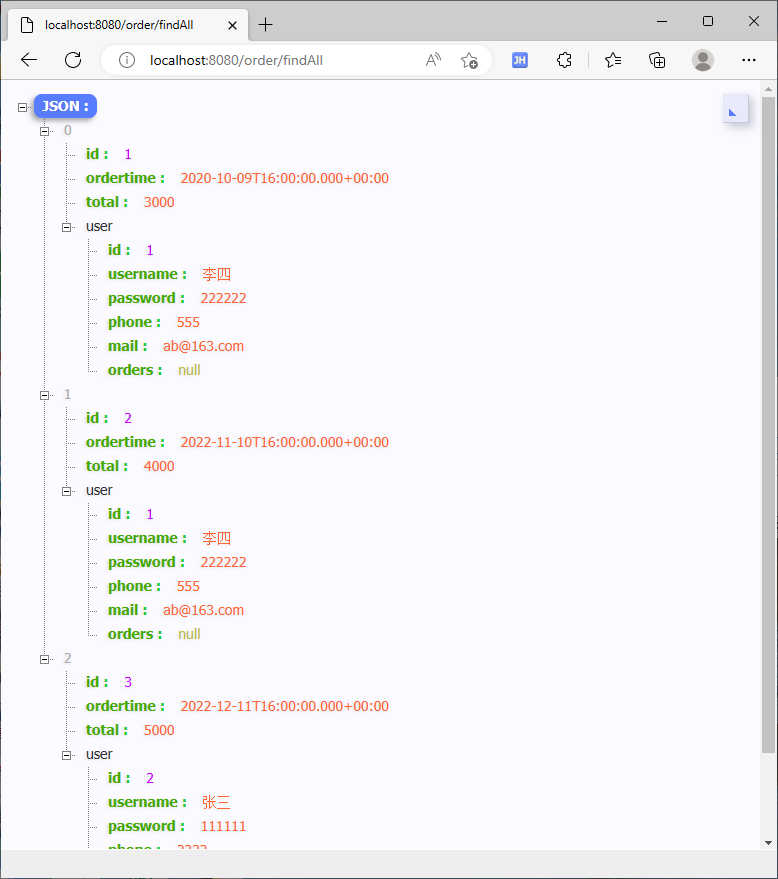 localhost:8080/order/findAll
localhost:8080/order/findAll
JH
JSON :
0
id : 1
ordertime : 2020-10-09T16:00:00.000+00:00
total : 3000
user
id : 1
username : 李四
password : 222222
phone : 555
mail : ab@163.com
orders : null
1
id : 2
ordertime : 2022-11-10T16:00:00.000+00:00
total : 4000
user
id : 1
username : 李四
password : 222222
phone : 555
mail : ab@163.com
orders : null
2
id : 3
ordertime : 2022-12-11T16:00:00.000+00:00
total : 5000
user
id : 2
username : 张三
password : 111111
phone : 2222